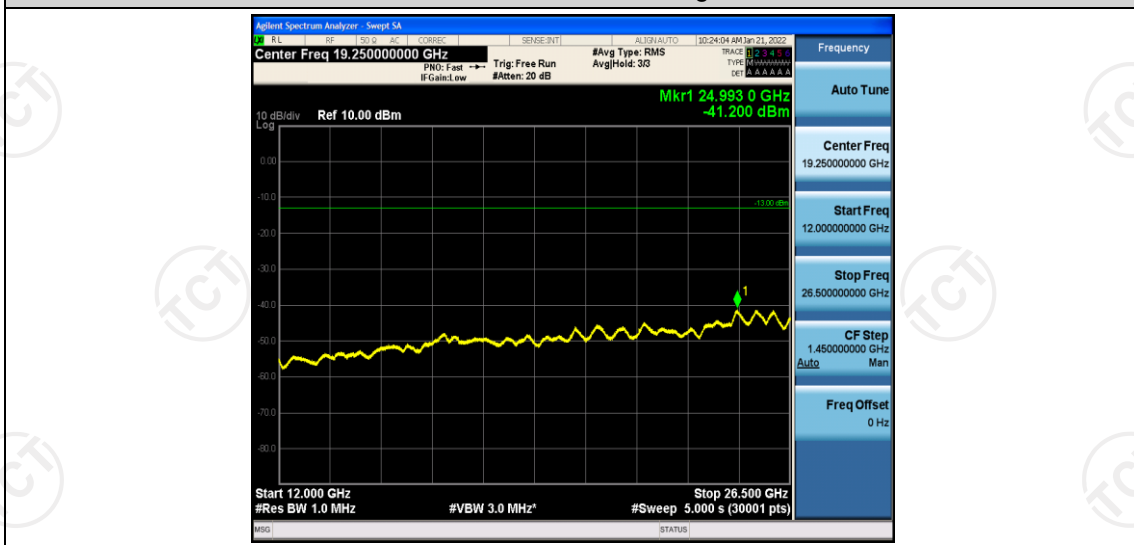 Agilent Spectrum Analyzer - Swept SA
RL RF 50 Ω AC CORREC SENSE:INT ALIGN AUTO 10:24:04 AM Jan 21, 2022
Center Freq 19.250000000 GHz
PNO: Fast
IFGain:Low
Trig: Free Run
#Atten: 20 dB
#Avg Type: RMS
Avg|Hold: 3/3
TRACE 1 2 3 4 5 6
TYPE M
DET A A A A A A
Mkr1 24.993 0 GHz
-41.200 dBm
10 dB/div Ref 10.00 dBm
Log
0.00
-10.0
-13.00 dBm
-20.0
-30.0
1
-40.0
-50.0
-60.0
-70.0
-80.0
Start 12.000 GHz Stop 26.500 GHz
#Res BW 1.0 MHz #VBW 3.0 MHz* #Sweep 5.000 s (30001 pts)
MSG STATUS
Frequency
Auto Tune
Center Freq
19.250000000 GHz
Start Freq
12.000000000 GHz
Stop Freq
26.500000000 GHz
CF Step
1.450000000 GHz
Auto Man
Freq Offset
0 Hz
TCT
TCT
TCT
TCT
TCT
TCT